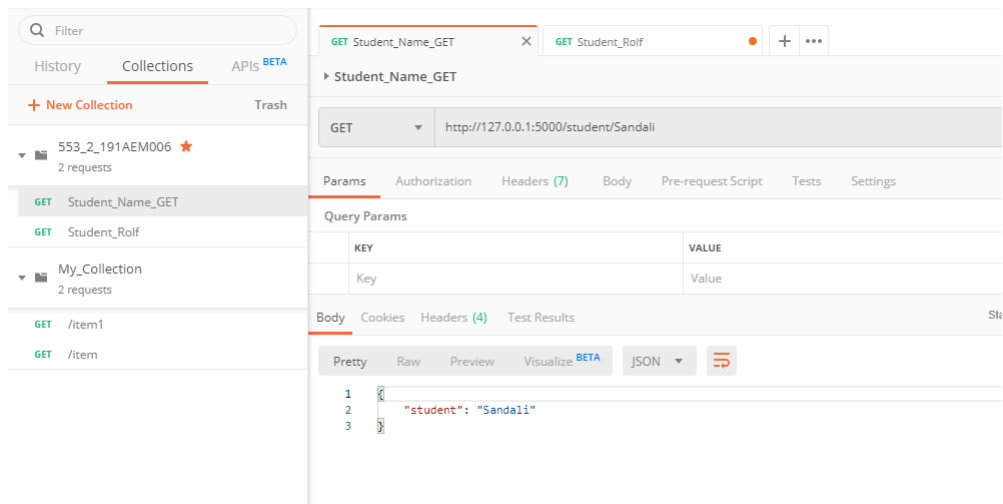 Filter
History Collections APIs BETA
+ New Collection Trash
553_2_191AEM006
2 requests
GET Student_Name_GET
GET Student_Rolf
My_Collection
2 requests
GET /item1
GET /item
GET Student_Name_GET GET Student_Rolf
Student_Name_GET
GET http://127.0.0.1:5000/student/Sandali
Params Authorization Headers (7) Body Pre-request Script Tests Settings
Query Params
KEY VALUE
Key Value
Body Cookies Headers (4) Test Results Sta
Pretty Raw Preview Visualize BETA JSON
1 {
2 "student": "Sandali"
3 }